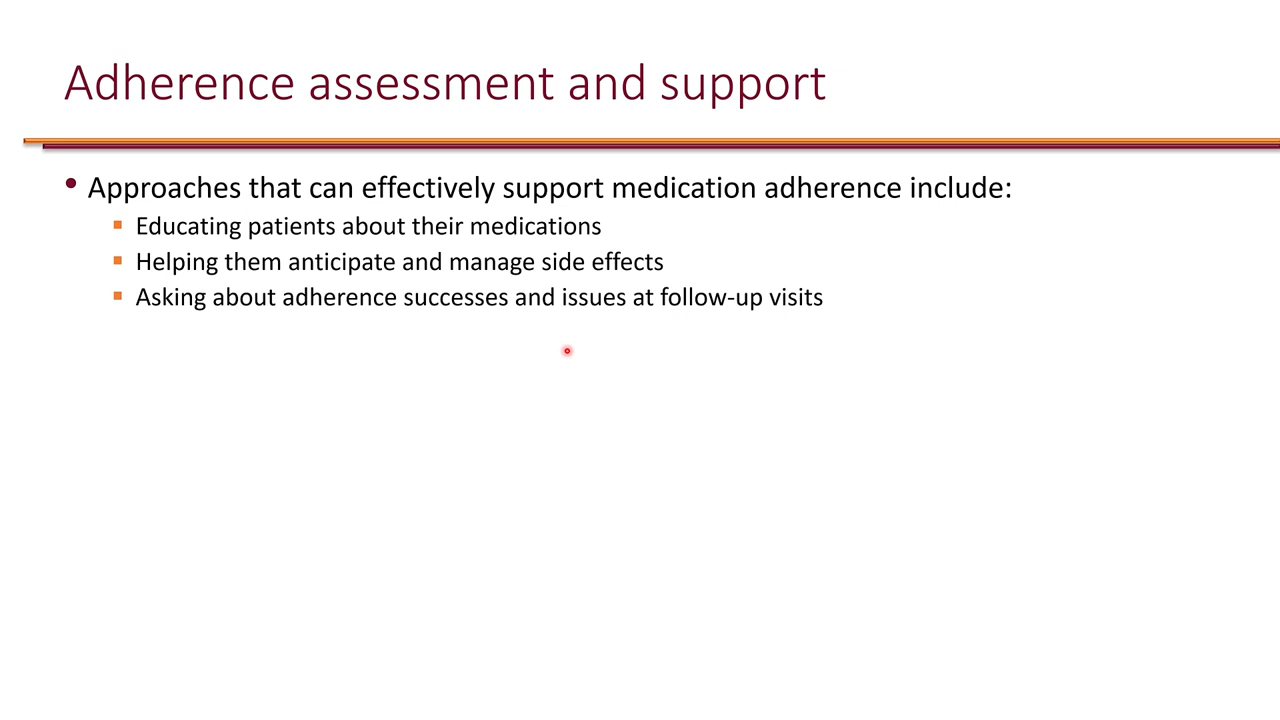 Adherence assessment and support
• Approaches that can effectively support medication adherence include:
▪ Educating patients about their medications
▪ Helping them anticipate and manage side effects
▪ Asking about adherence successes and issues at follow-up visits